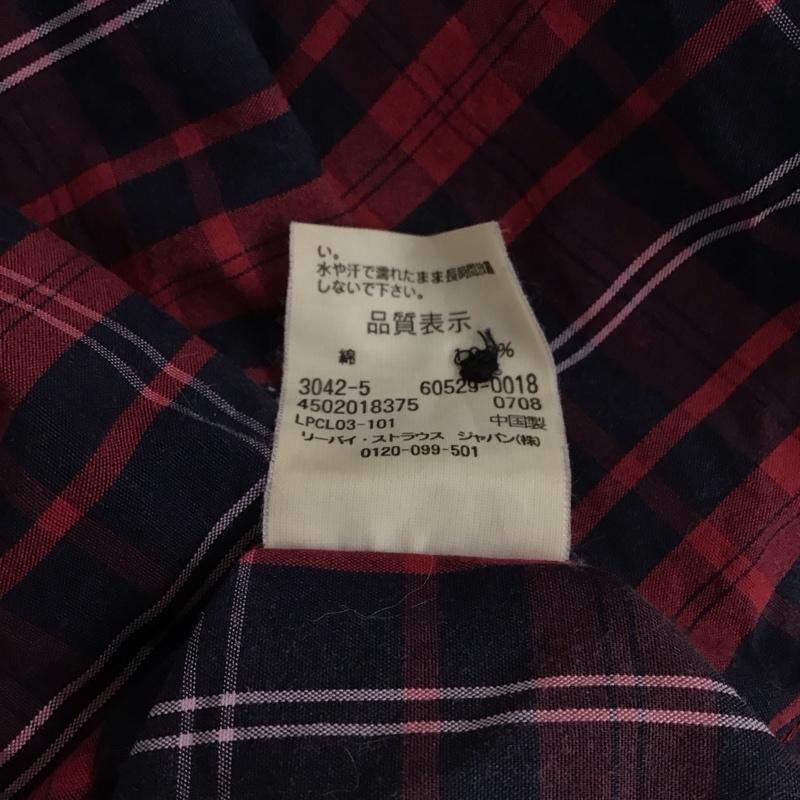 い。
水や汗で濡れたまま長時間放置
しないで下さい。
品質表示
綿 100%
3042-5 60529-0018
4502018375 0708
LPCL03-101 中国製
リーバイ・ストラウス ジャパン(株)
0120-099-501